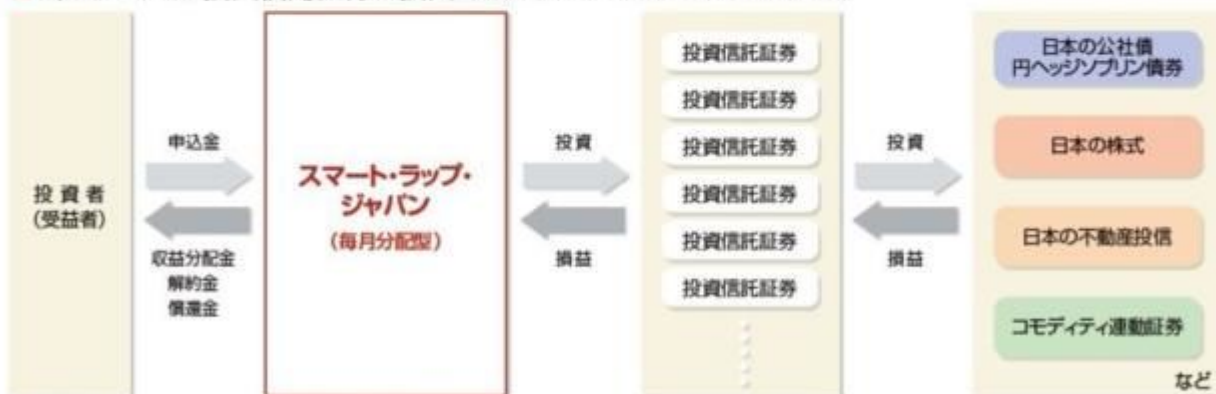 投資者
(受益者)
申込金
収益分配金
解約金
償還金
スマート・ラップ・
ジャパン
(毎月分配型)
投資
損益
投資信託証券
投資信託証券
投資信託証券
投資信託証券
投資信託証券
投資信託証券
投資
損益
日本の公社債
円ヘッジソブリン債券
日本の株式
日本の不動産投信
コモディティ連動証券
など